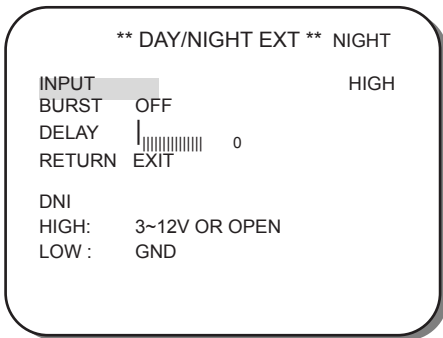 ** DAY/NIGHT EXT ** NIGHT
INPUT HIGH
BURST OFF
DELAY 0
RETURN EXIT
DNI
HIGH: 3~12V OR OPEN
LOW : GND